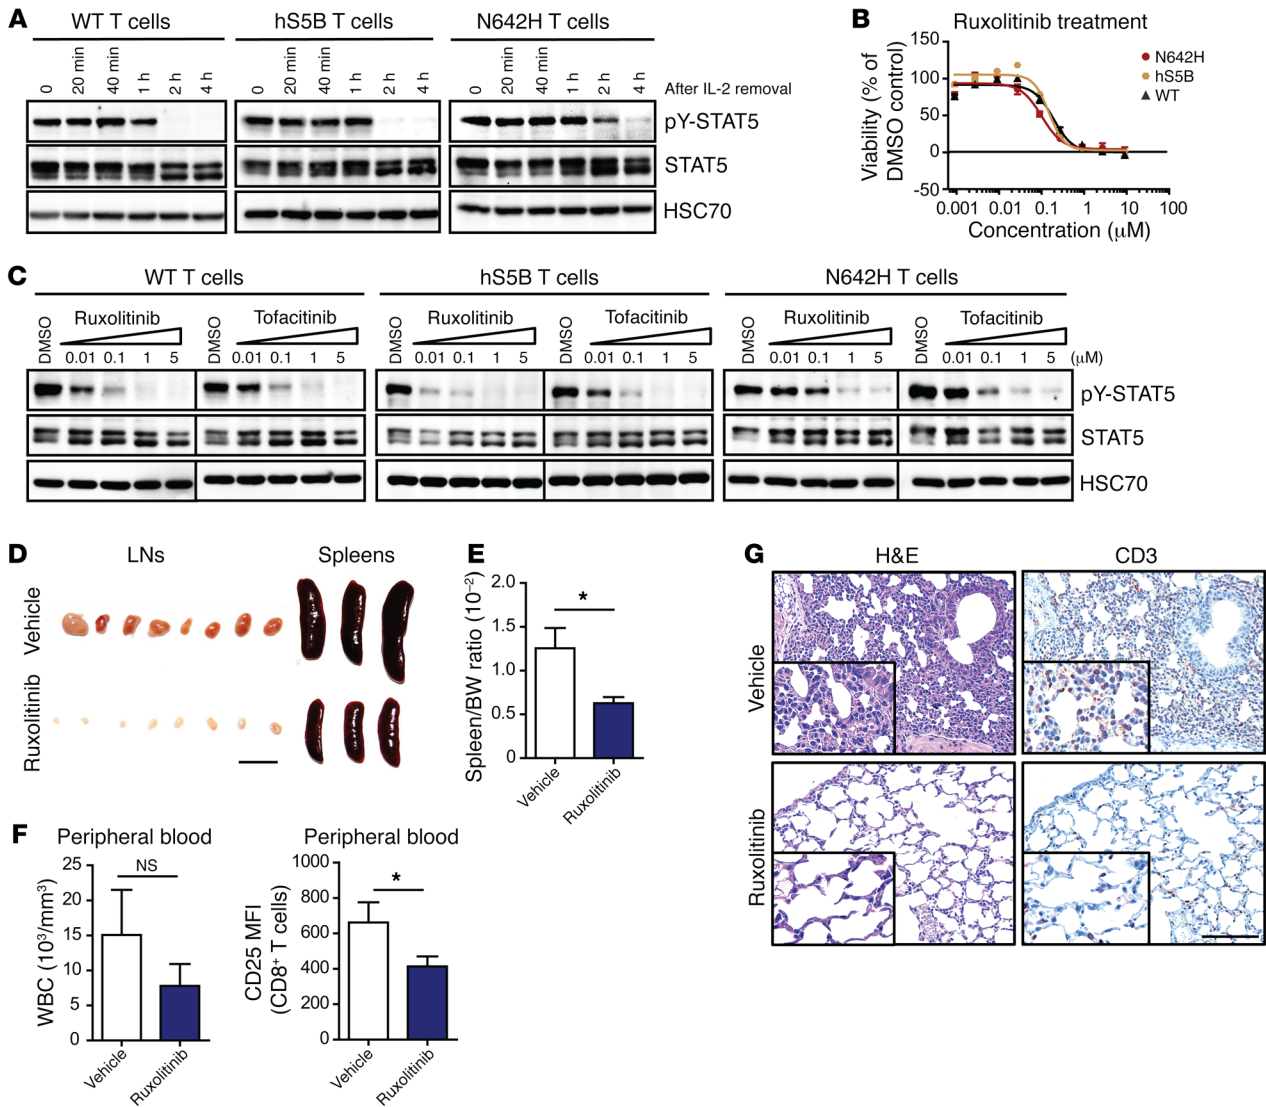 A
WT T cells
hS5B T cells
N642H T cells
0
20 min
40 min
1 h
2 h
4 h
0
20 min
40 min
1 h
2 h
4 h
0
20 min
40 min
1 h
2 h
4 h
After IL-2 removal
pY-STAT5
STAT5
HSC70
B
Ruxolitinib treatment
Viability (% of
DMSO control)
150
100
50
0
-50
0.001 0.01 0.1 1 10 100
Concentration (μM)
N642H
hS5B
WT
C
WT T cells
hS5B T cells
N642H T cells
DMSO
Ruxolitinib
0.01 0.1 1 5
DMSO
Tofacitinib
0.01 0.1 1 5
DMSO
Ruxolitinib
0.01 0.1 1 5
DMSO
Tofacitinib
0.01 0.1 1 5
DMSO
Ruxolitinib
0.01 0.1 1 5
DMSO
Tofacitinib
0.01 0.1 1 5
(μM)
pY-STAT5
STAT5
HSC70
D
LNs
Spleens
Vehicle
Ruxolitinib
E
Spleen/BW ratio (10⁻²)
2.0
1.5
1.0
0.5
0
*
Vehicle
Ruxolitinib
F
Peripheral blood
WBC (10³/mm³)
25
20
15
10
5
0
NS
Vehicle
Ruxolitinib
Peripheral blood
CD25 MFI
(CD8⁺ T cells)
1000
800
600
400
200
0
*
Vehicle
Ruxolitinib
G
H&E
CD3
Vehicle
Ruxolitinib